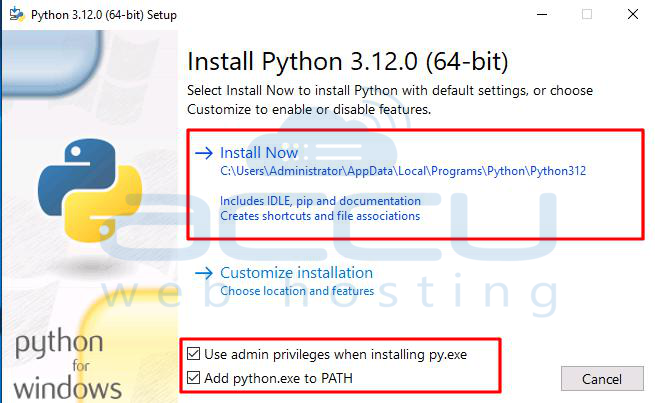 Python 3.12.0 (64-bit) Setup
Install Python 3.12.0 (64-bit)
Select Install Now to install Python with default settings, or choose
Customize to enable or disable features.
Install Now
C:\Users\Administrator\AppData\Local\Programs\Python\Python312
Includes IDLE, pip and documentation
Creates shortcuts and file associations
accu
web hosting
Customize installation
Choose location and features
python
for
windows
Use admin privileges when installing py.exe
Add python.exe to PATH
Cancel